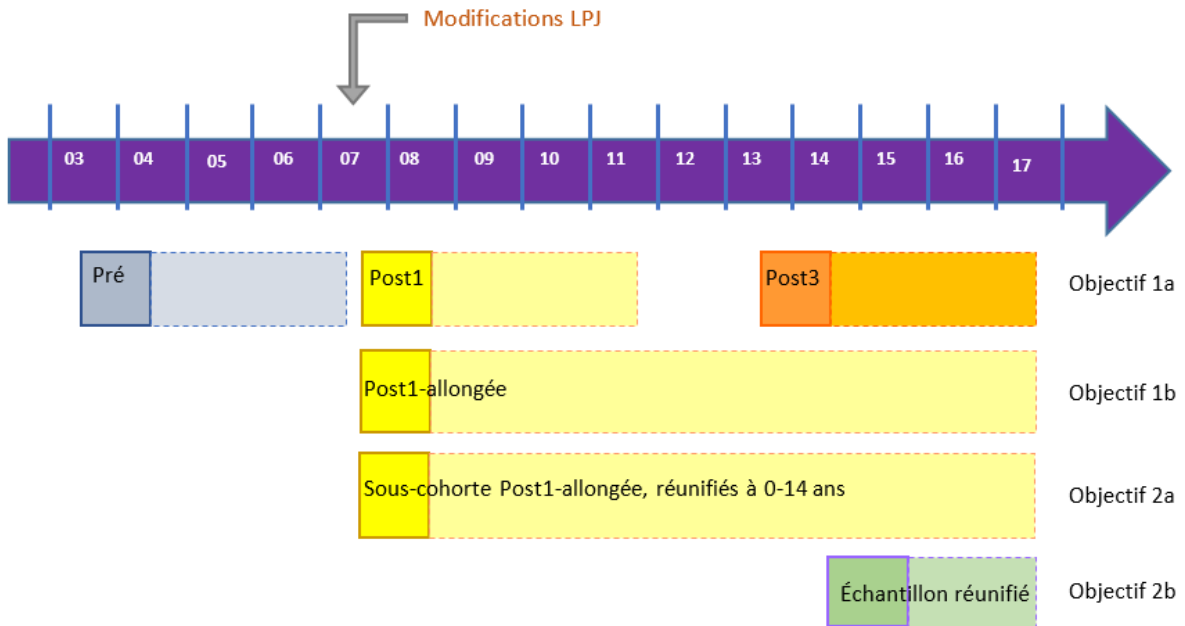 Modifications LPJ
03 04 05 06 07 08 09 10 11 12 13 14 15 16 17
Pré Post1 Post3 Objectif 1a
Post1-allongée Objectif 1b
Sous-cohorte Post1-allongée, réunifiés à 0-14 ans Objectif 2a
Échantillon réunifié Objectif 2b